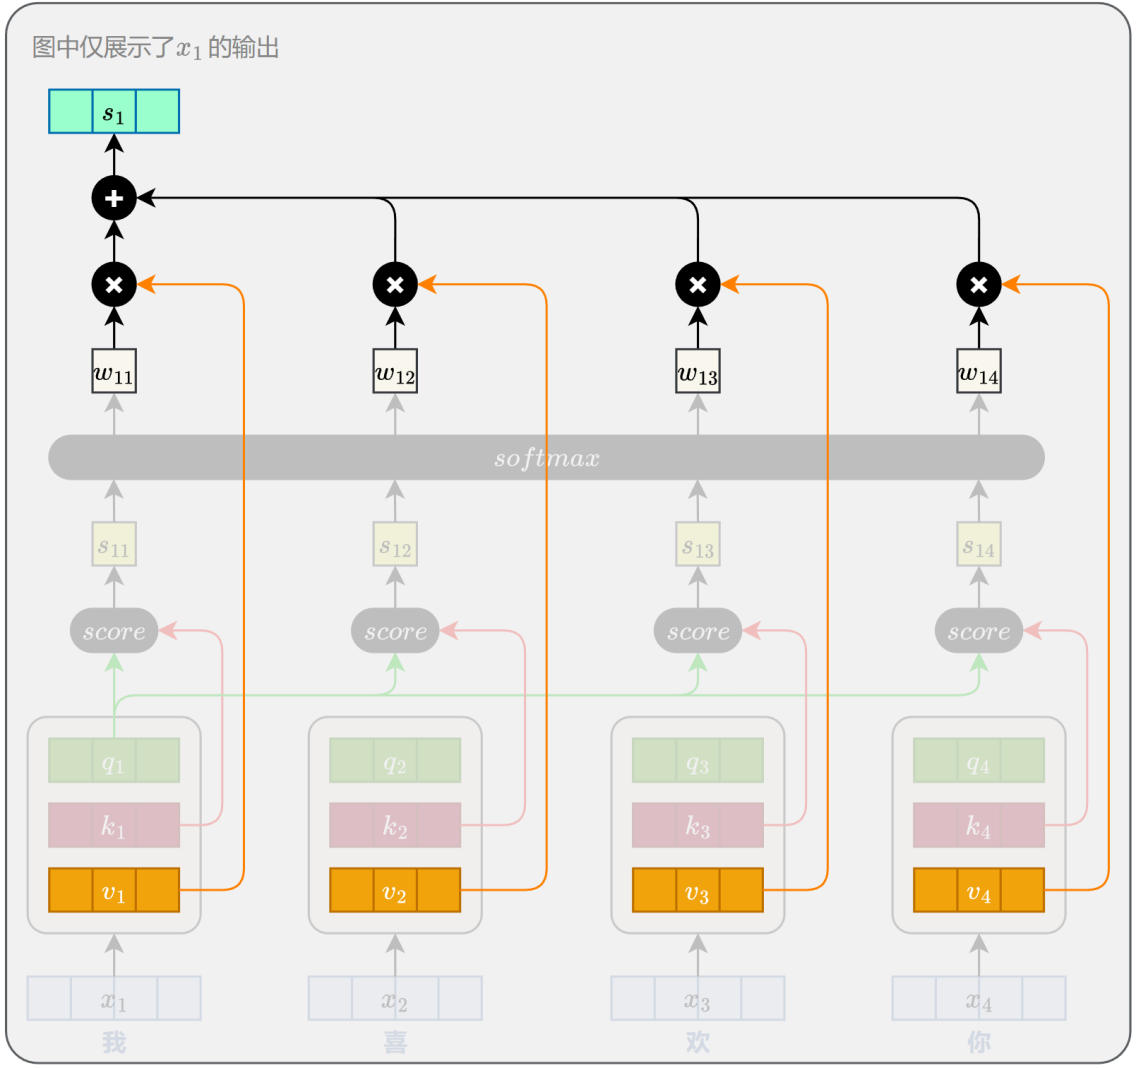 图中仅展示了x₁ 的输出
s₁
w₁₁ w₁₂ w₁₃ w₁₄
softmax
s₁₁ s₁₂ s₁₃ s₁₄
score score score score
q₁ q₂ q₃ q₄
k₁ k₂ k₃ k₄
v₁ v₂ v₃ v₄
x₁ x₂ x₃ x₄
我 喜 欢 你